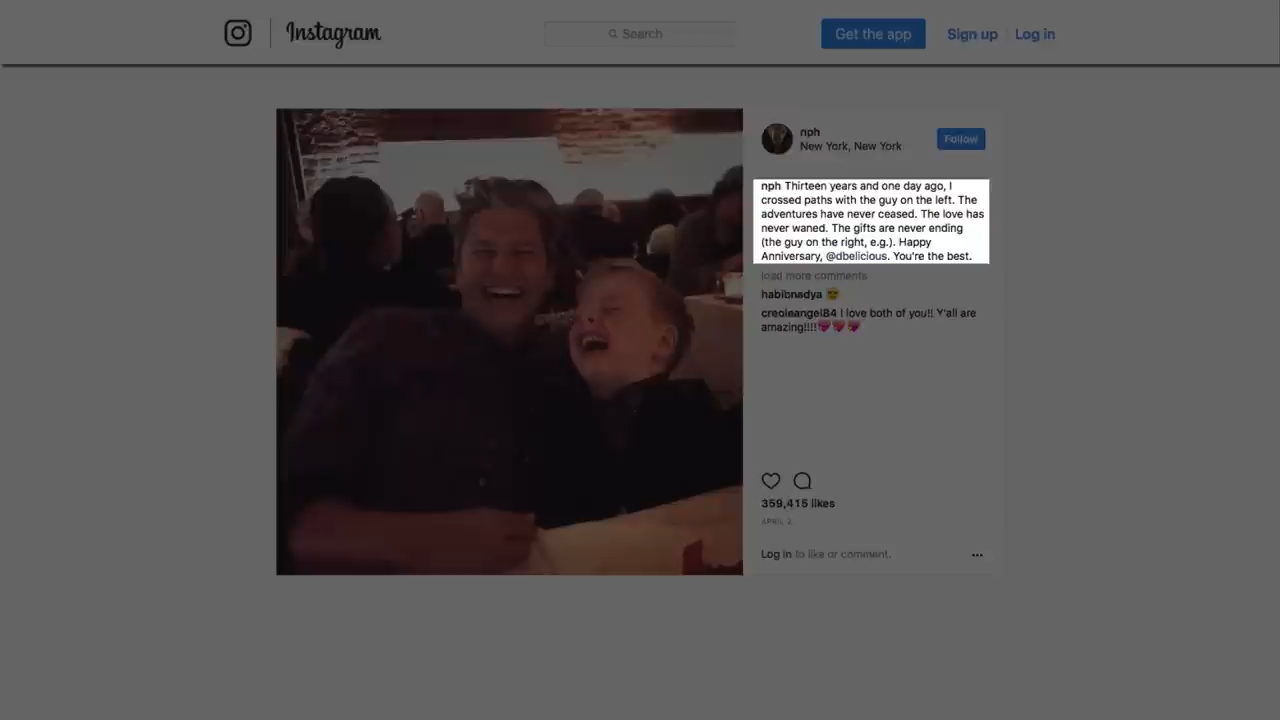 Instagram
Search
Get the app
Sign up
Log in
nph
New York, New York
Follow
nph Thirteen years and one day ago, I
crossed paths with the guy on the left. The
adventures have never ceased. The love has
never waned. The gifts are never ending
(the guy on the right, e.g.). Happy
Anniversary, @dbelicious. You're the best.
load more comments
habibnadya 😎
creoleangel84 I love both of you!! Y'all are
amazing!!!!💖💖💖
359,415 likes
APRIL 2
Log in to like or comment.